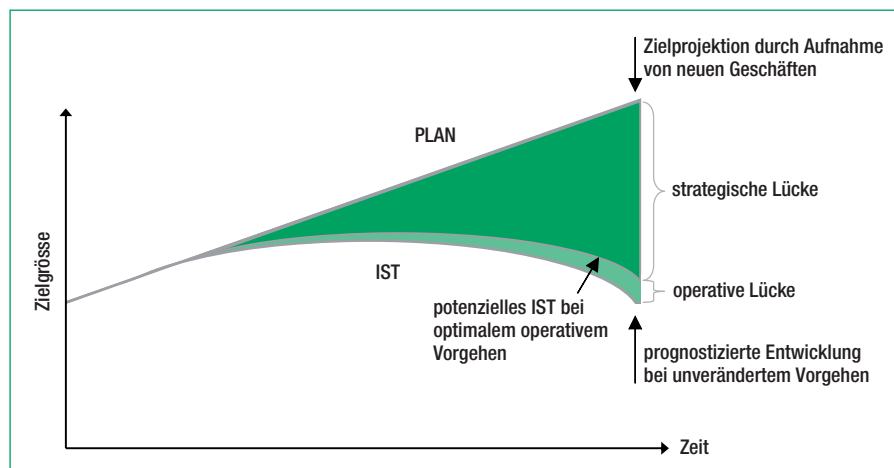 Zielprojektion durch Aufnahme
von neuen Geschäften
PLAN
strategische Lücke
Zielgrösse
IST
operative Lücke
potenzielles IST bei
optimalem operativem
Vorgehen
prognostizierte Entwicklung
bei unverändertem Vorgehen
Zeit